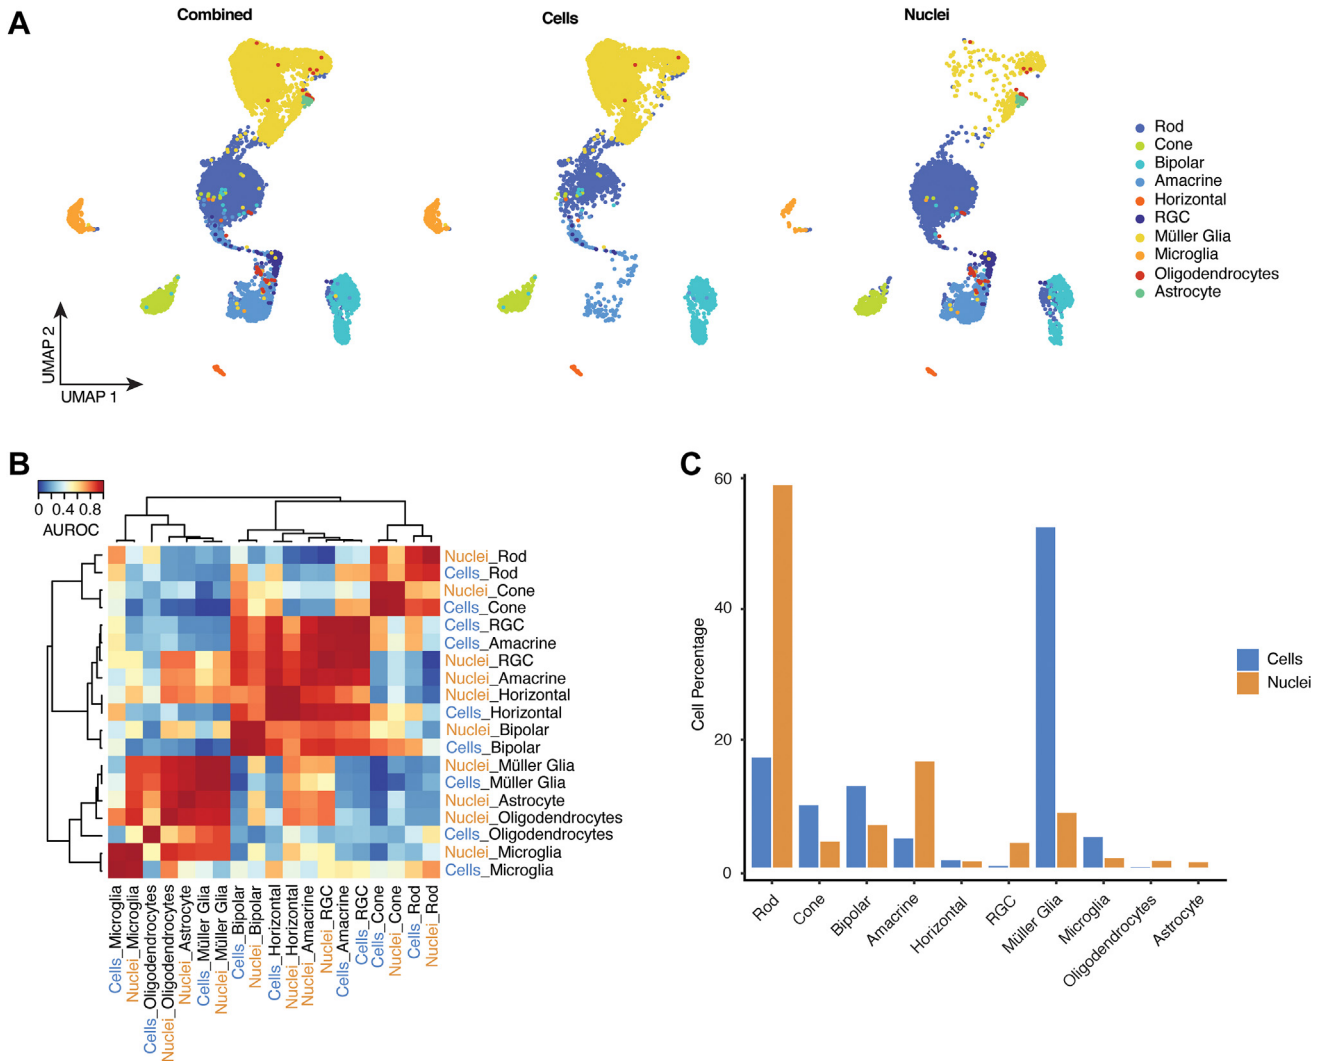 A
Combined
Cells
Nuclei
Rod
Cone
Bipolar
Amacrine
Horizontal
RGC
Müller Glia
Microglia
Oligodendrocytes
Astrocyte
UMAP 2
UMAP 1
B
0 0.4 0.8
AUROC
Nuclei_Rod
Cells_Rod
Nuclei_Cone
Cells_Cone
Cells_RGC
Cells_Amacrine
Nuclei_RGC
Nuclei_Amacrine
Nuclei_Horizontal
Cells_Horizontal
Nuclei_Bipolar
Cells_Bipolar
Nuclei_Müller Glia
Cells_Müller Glia
Nuclei_Astrocyte
Nuclei_Oligodendrocytes
Cells_Oligodendrocytes
Nuclei_Microglia
Cells_Microglia
Cells_Microglia
Nuclei_Microglia
Cells_Oligodendrocytes
Nuclei_Oligodendrocytes
Nuclei_Astrocyte
Cells_Müller Glia
Nuclei_Müller Glia
Cells_Bipolar
Nuclei_Bipolar
Cells_Horizontal
Nuclei_Horizontal
Nuclei_Amacrine
Nuclei_RGC
Cells_Amacrine
Cells_RGC
Cells_Cone
Nuclei_Cone
Cells_Rod
Nuclei_Rod
C
60
40
20
0
Cell Percentage
Rod
Cone
Bipolar
Amacrine
Horizontal
RGC
Müller Glia
Microglia
Oligodendrocytes
Astrocyte
Cells
Nuclei